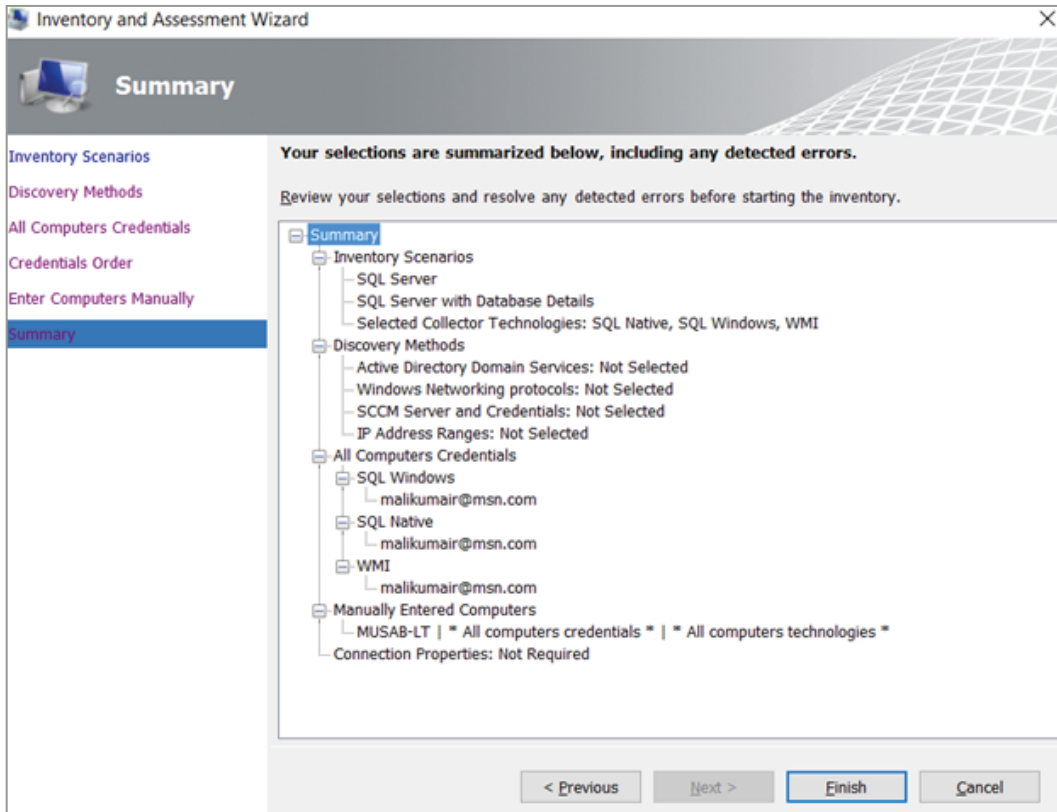 Inventory and Assessment Wizard
Summary
Inventory Scenarios
Discovery Methods
All Computers Credentials
Credentials Order
Enter Computers Manually
Summary
Your selections are summarized below, including any detected errors.
Review your selections and resolve any detected errors before starting the inventory.
Summary
Inventory Scenarios
SQL Server
SQL Server with Database Details
Selected Collector Technologies: SQL Native, SQL Windows, WMI
Discovery Methods
Active Directory Domain Services: Not Selected
Windows Networking protocols: Not Selected
SCCM Server and Credentials: Not Selected
IP Address Ranges: Not Selected
All Computers Credentials
SQL Windows
malikumair@msn.com
SQL Native
malikumair@msn.com
WMI
malikumair@msn.com
Manually Entered Computers
MUSAB-LT | * All computers credentials * | * All computers technologies *
Connection Properties: Not Required
< Previous
Next >
Finish
Cancel